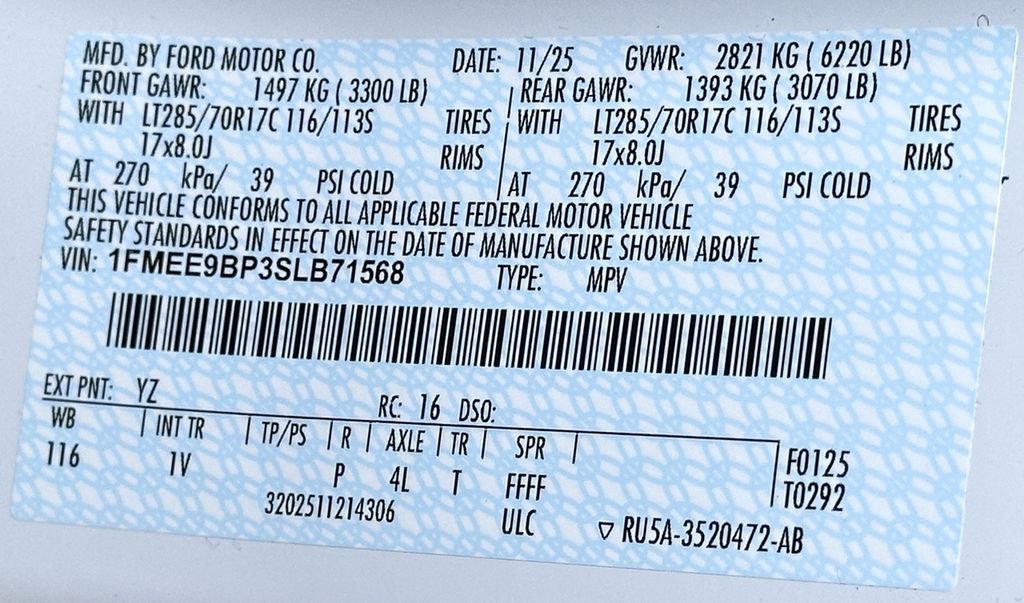 MFD. BY FORD MOTOR CO. DATE: 11/25 GVWR: 2821 KG ( 6220 LB)
FRONT GAWR: 1497 KG ( 3300 LB) REAR GAWR: 1393 KG ( 3070 LB)
WITH LT285/70R17C 116/113S TIRES WITH LT285/70R17C 116/113S TIRES
17x8.0J RIMS 17x8.0J RIMS
AT 270 kPa/ 39 PSI COLD AT 270 kPa/ 39 PSI COLD
THIS VEHICLE CONFORMS TO ALL APPLICABLE FEDERAL MOTOR VEHICLE
SAFETY STANDARDS IN EFFECT ON THE DATE OF MANUFACTURE SHOWN ABOVE.
VIN: 1FMEE9BP3SLB71568 TYPE: MPV
EXT PNT: YZ RC: 16 DSO:
WB INT TR TP/PS R AXLE TR SPR F0125
116 1V P 4L T FFFF T0292
3202511214306 ULC ▽ RU5A-3520472-AB